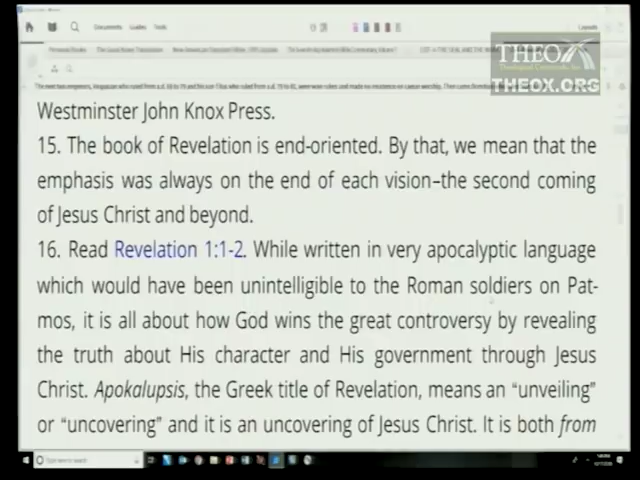 Documents Guides Tools
Layouts
THEOX
THEOX.ORG
Westminster John Knox Press.
15. The book of Revelation is end-oriented. By that, we mean that the
emphasis was always on the end of each vision–the second coming
of Jesus Christ and beyond.
16. Read Revelation 1:1-2. While written in very apocalyptic language
which would have been unintelligible to the Roman soldiers on Pat-
mos, it is all about how God wins the great controversy by revealing
the truth about His character and His government through Jesus
Christ. Apokalupsis, the Greek title of Revelation, means an “unveiling”
or “uncovering” and it is an uncovering of Jesus Christ. It is both from